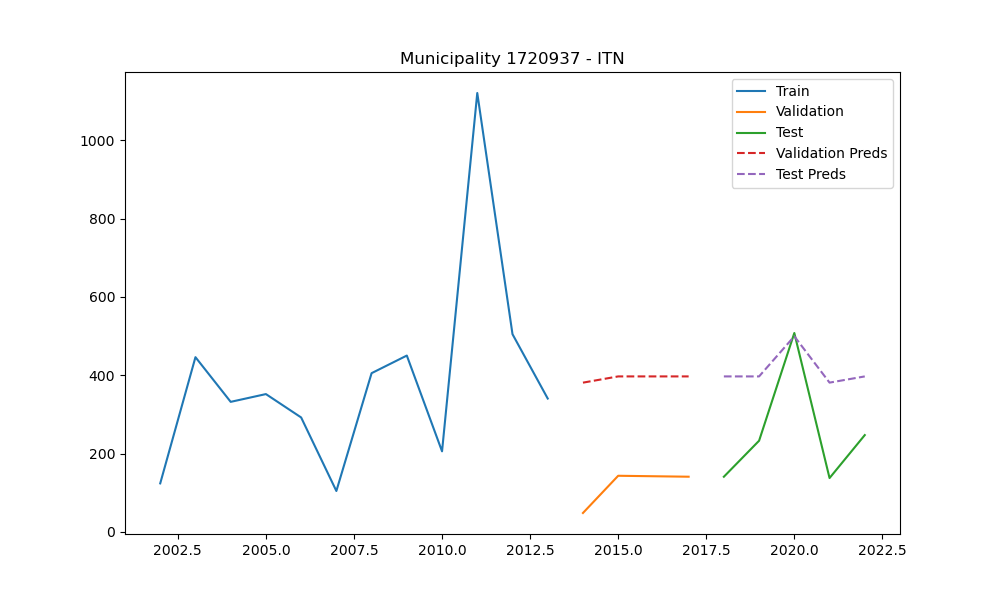 Municipality 1720937 - ITN
Train
Validation
Test
Validation Preds
Test Preds
1000
800
600
400
200
0
2002.5 2005.0 2007.5 2010.0 2012.5 2015.0 2017.5 2020.0 2022.5